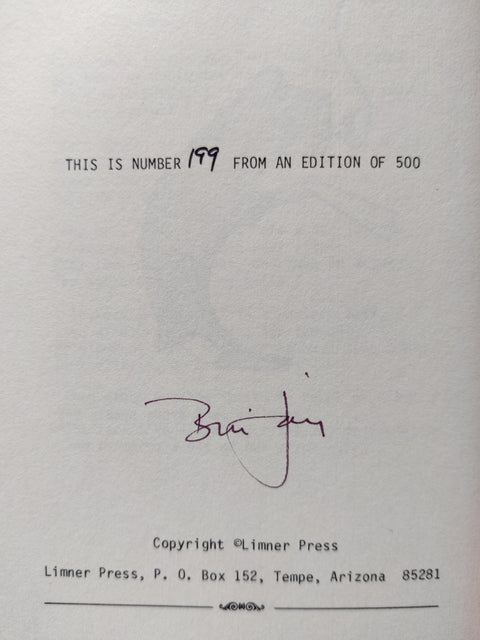 THIS IS NUMBER 199 FROM AN EDITION OF 500
Copyright ©Limner Press
Limner Press, P. O. Box 152, Tempe, Arizona 85281